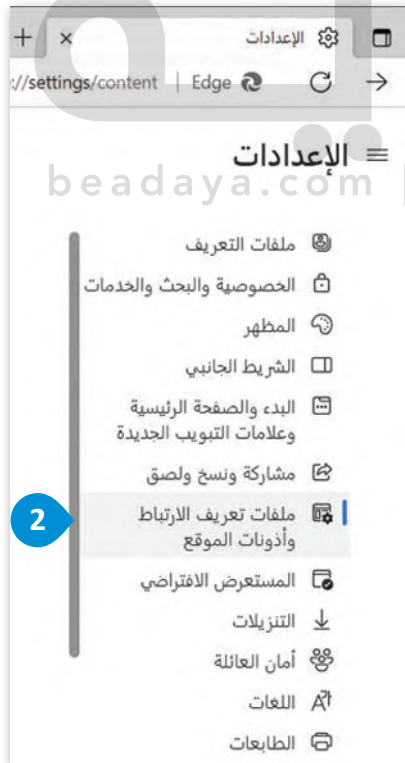 الإعدادات
://settings/content | Edge
الإعدادات
beadaya.com
ملفات التعريف
الخصوصية والبحث والخدمات
المظهر
الشريط الجانبي
البدء والصفحة الرئيسية
وعلامات التبويب الجديدة
مشاركة ونسخ ولصق
2
ملفات تعريف الارتباط
وأذونات الموقع
المستعرض الافتراضي
التنزيلات
أمان العائلة
اللغات
الطابعات